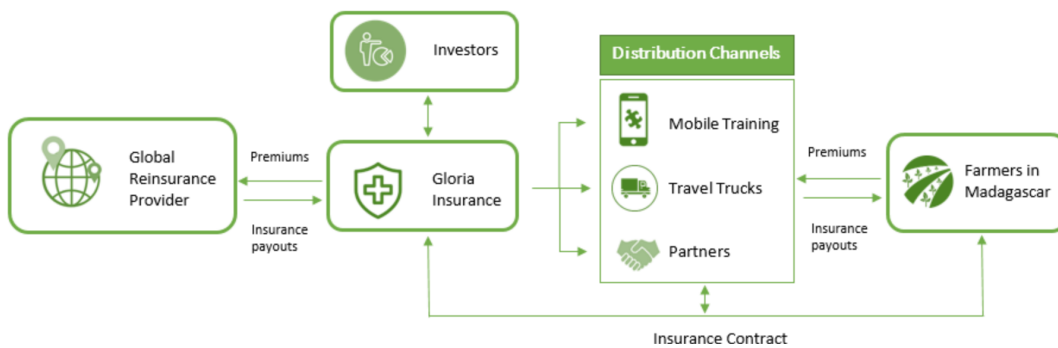 Investors
Distribution Channels
Global
Reinsurance
Provider
Premiums
Insurance
payouts
Gloria
Insurance
Mobile Training
Travel Trucks
Partners
Premiums
Insurance
payouts
Farmers in
Madagascar
Insurance Contract